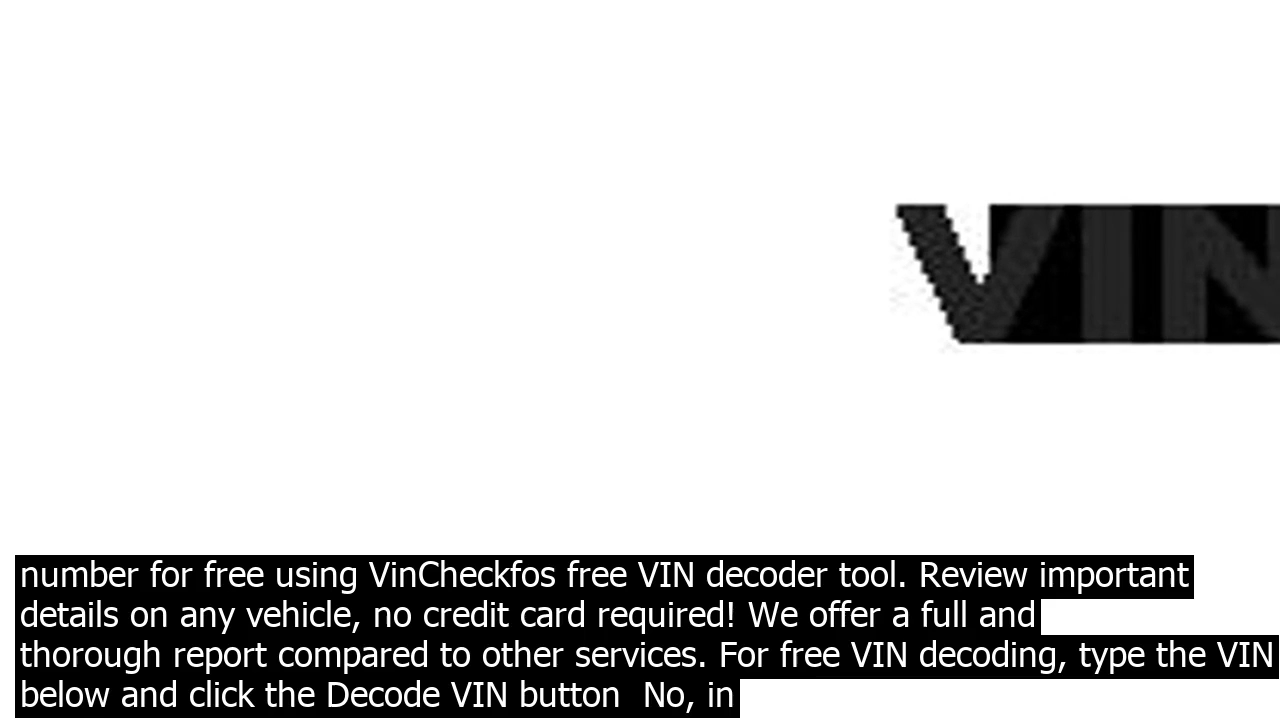 VIN
number for free using VinCheckfos free VIN decoder tool. Review important
details on any vehicle, no credit card required! We offer a full and
thorough report compared to other services. For free VIN decoding, type the VIN
below and click the Decode VIN button  No, in